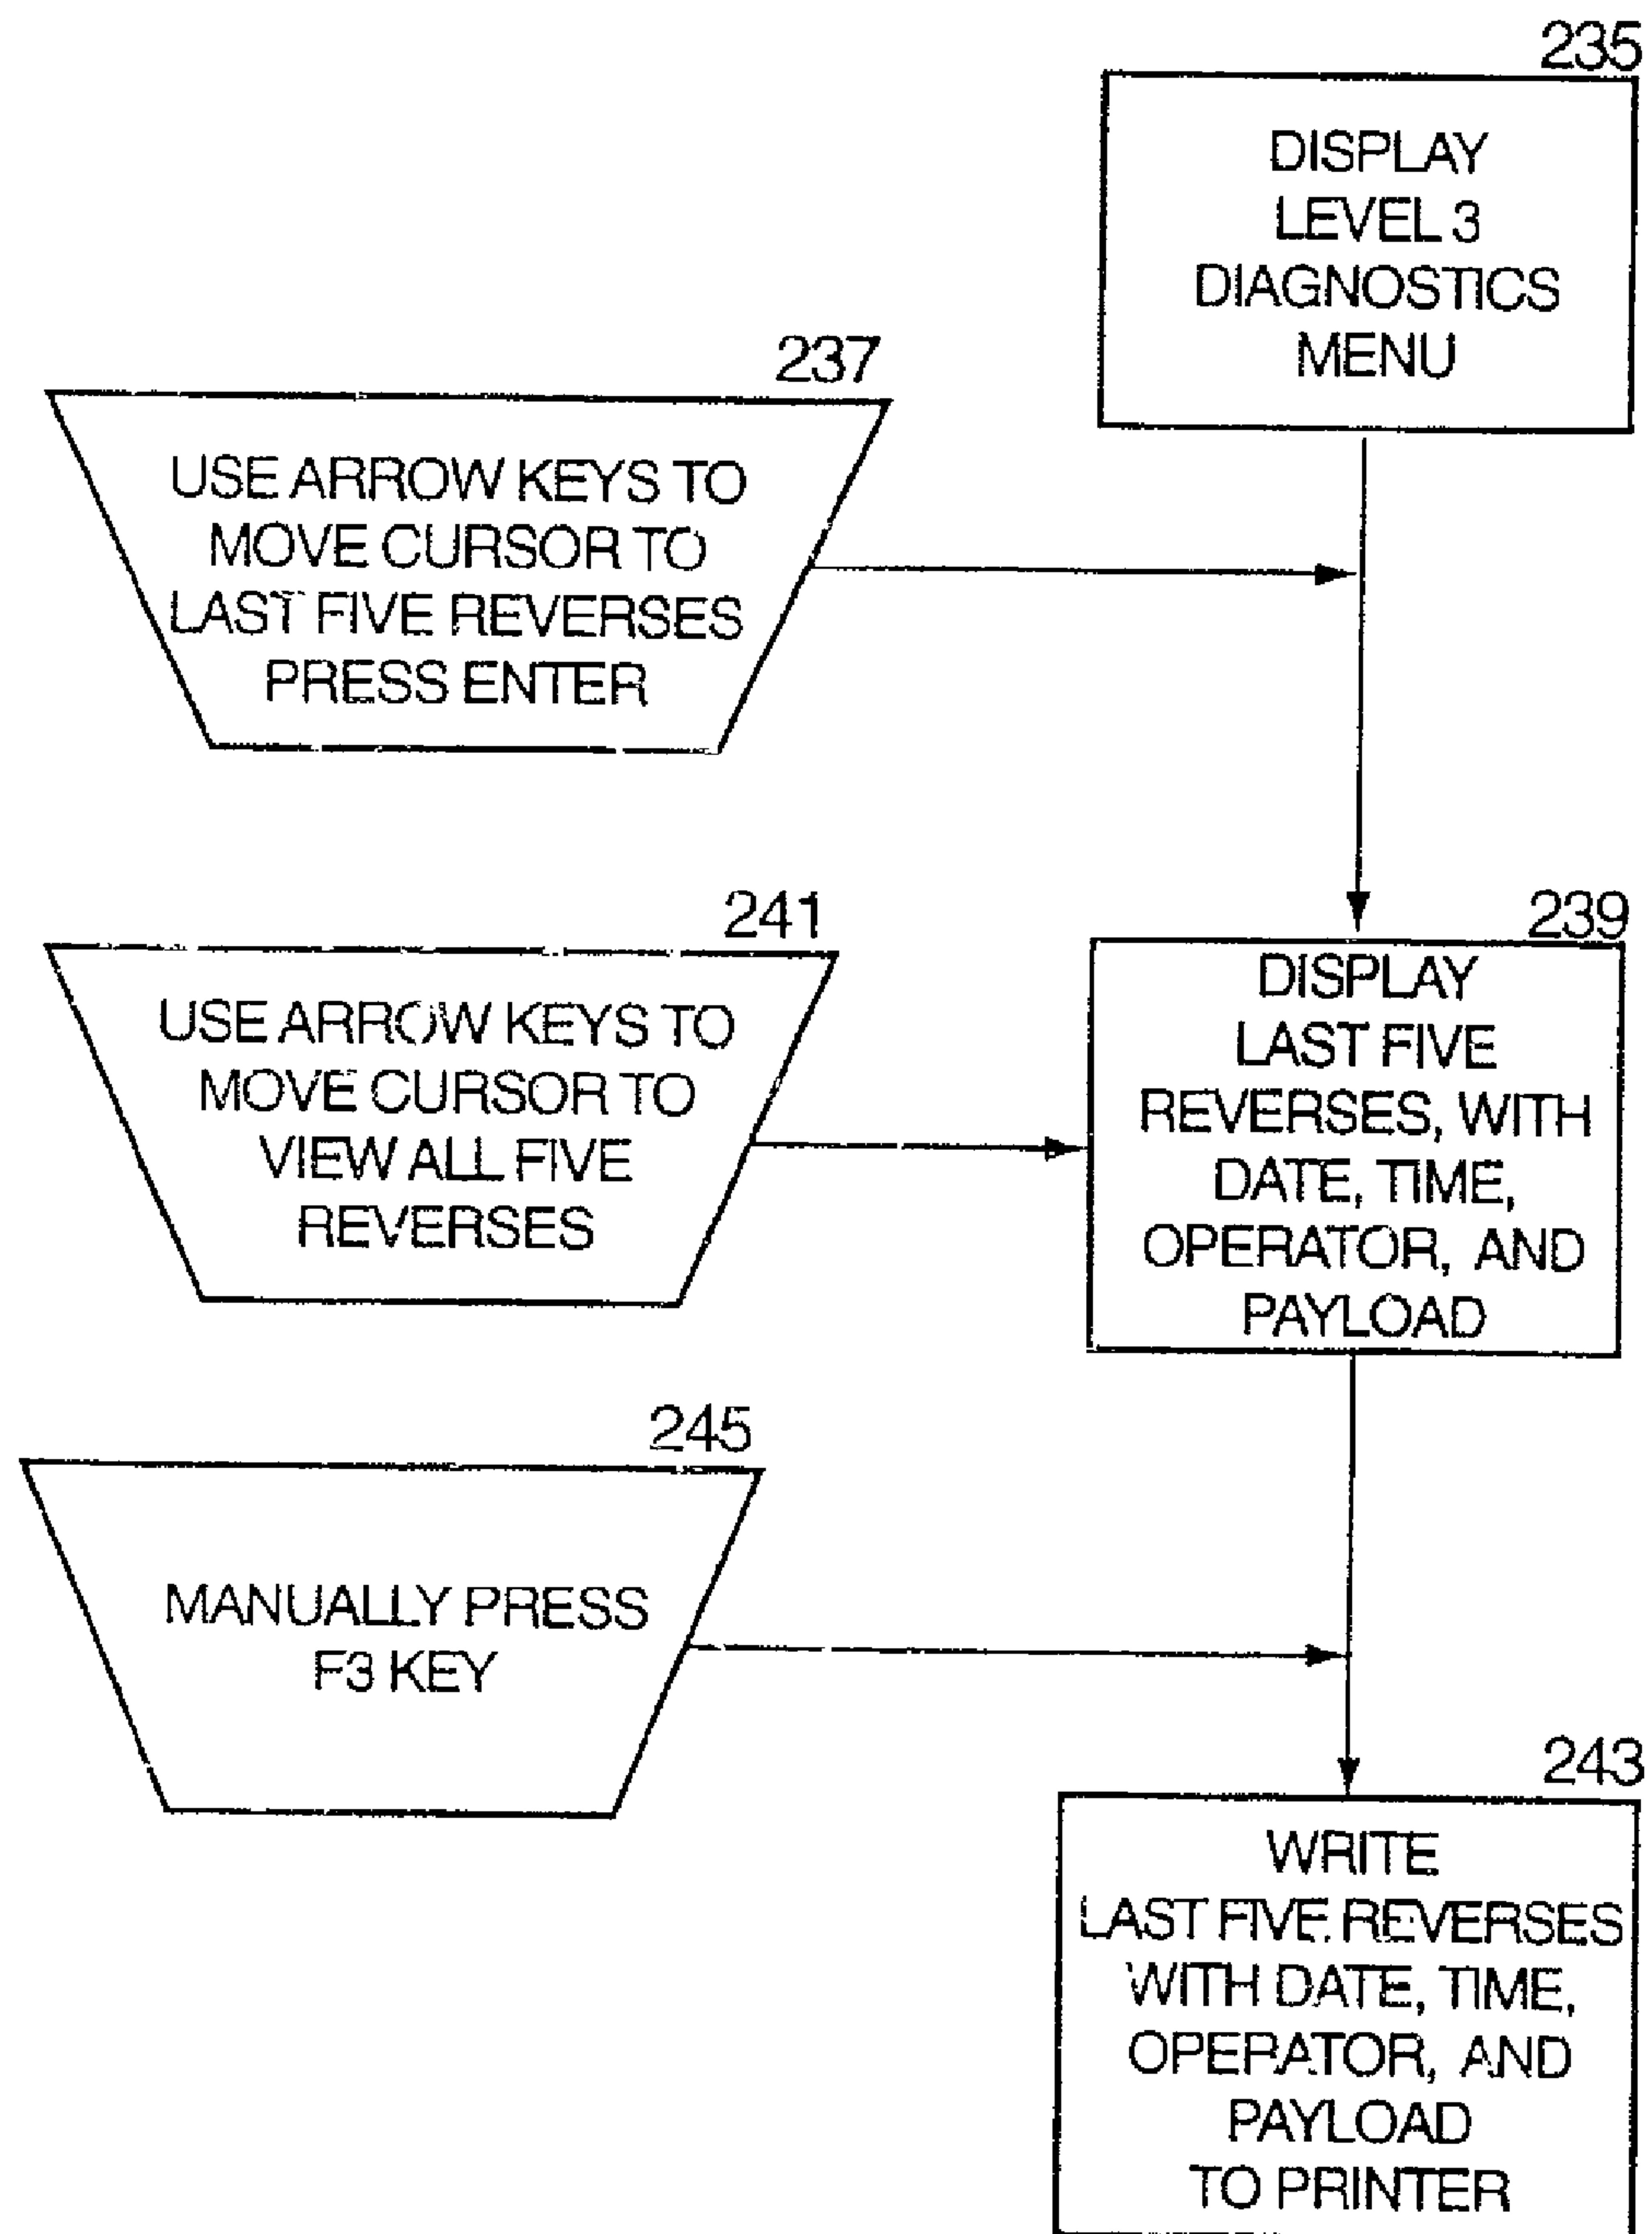 235
DISPLAY
LEVEL 3
DIAGNOSTICS
MENU
237
USE ARROW KEYS TO
MOVE CURSOR TO
LAST FIVE REVERSES
PRESS ENTER
241
USE ARROW KEYS TO
MOVE CURSOR TO
VIEW ALL FIVE
REVERSES
239
DISPLAY
LAST FIVE
REVERSES, WITH
DATE, TIME,
OPERATOR, AND
PAYLOAD
245
MANUALLY PRESS
F3 KEY
243
WRITE
LAST FIVE REVERSES
WITH DATE, TIME,
OPERATOR, AND
PAYLOAD
TO PRINTER